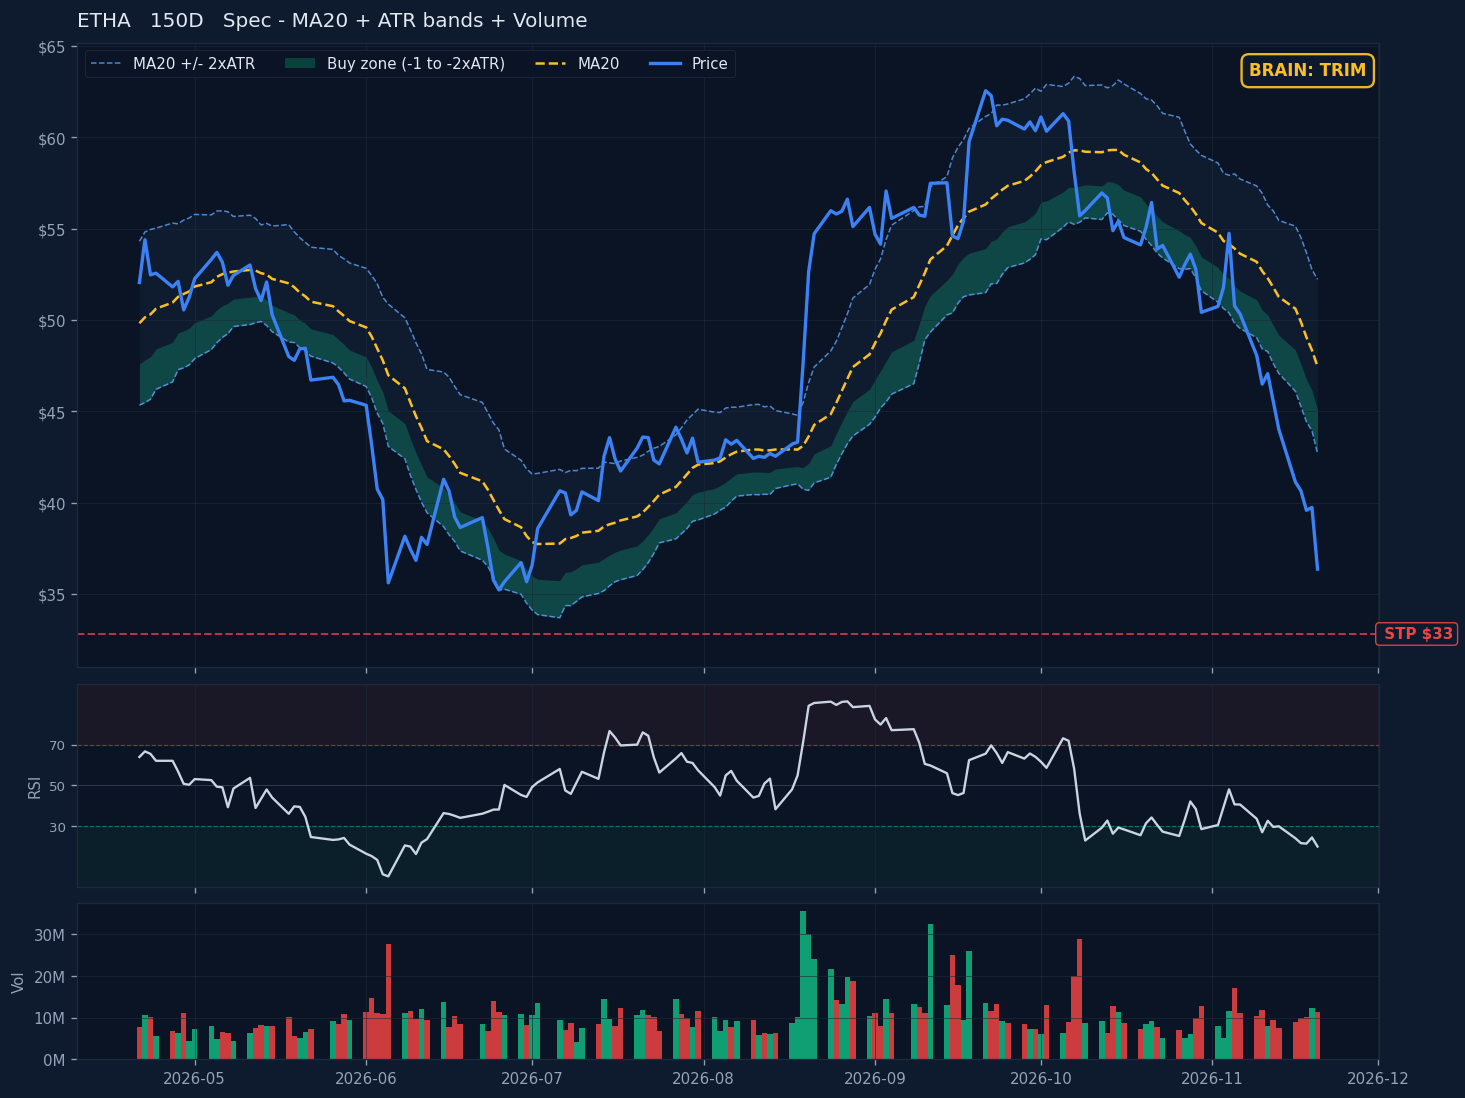 ETHA   150D   Spec - MA20 + ATR bands + Volume
$65
MA20 +/- 2xATR
Buy zone (-1 to -2xATR)
MA20
Price
BRAIN: TRIM
$60
$55
$50
$45
$40
$35
STP $33
RSI
70
50
30
Vol
30M
20M
10M
0M
2026-05
2026-06
2026-07
2026-08
2026-09
2026-10
2026-11
2026-12